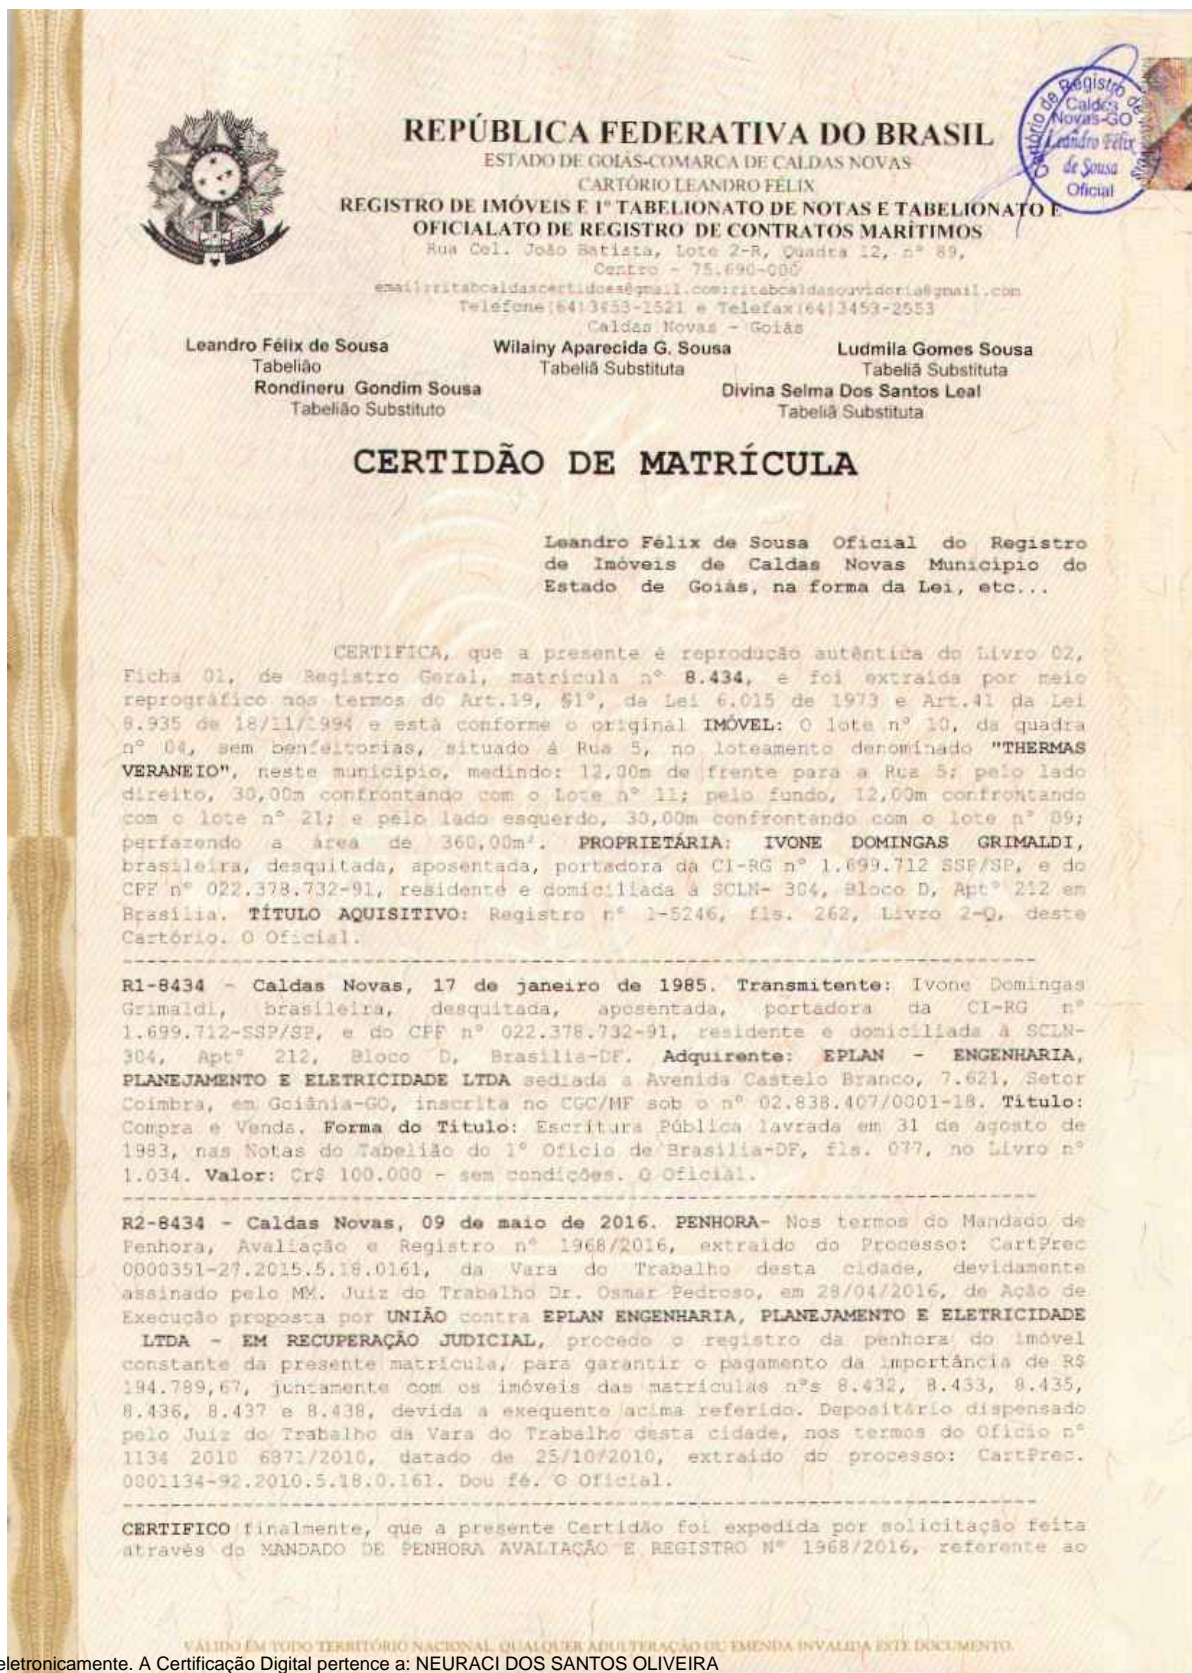 REPÚBLICA FEDERATIVA DO BRASIL
ESTADO DE GOIÁS-COMARCA DE CALDAS NOVAS
CARTÓRIO LEANDRO FÉLIX
REGISTRO DE IMÓVEIS E 1º TABELIONATO DE NOTAS E TABELIONATO E
OFICIALATO DE REGISTRO DE CONTRATOS MARÍTIMOS
Rua Cel. João Batista, Lote 2-R, Quadra 12, nº 89,
Centro - 75.690-000
email:ritabcaldascertidoes@gmail.com:ritabcaldasouvidoria@gmail.com
Telefone(64)3453-1521 e Telefax(64)3453-2553
Caldas Novas - Goiás
Cartório de Registro de
Caldas
Novas-GO
Leandro Félix
de Sousa
Oficial
Leandro Félix de Sousa Wilainy Aparecida G. Sousa Ludmila Gomes Sousa
Tabelião Tabeliã Substituta Tabeliã Substituta
Rondineru Gondim Sousa Divina Selma Dos Santos Leal
Tabelião Substituto Tabeliã Substituta
CERTIDÃO DE MATRÍCULA
Leandro Félix de Sousa Oficial do Registro
de Imóveis de Caldas Novas Município do
Estado de Goiás, na forma da Lei, etc...
CERTIFICA, que a presente é reprodução autêntica do Livro 02,
Ficha 01, de Registro Geral, matrícula nº 8.434, e foi extraída por meio
reprográfico nos termos do Art.19, §1º, da Lei 6.015 de 1973 e Art.41 da Lei
8.935 de 18/11/1994 e está conforme o original IMÓVEL: O lote nº 10, da quadra
nº 04, sem benfeitorias, situado á Rua 5, no loteamento denominado "THERMAS
VERANEIO", neste município, medindo: 12,00m de frente para a Rua 5; pelo lado
direito, 30,00m confrontando com o Lote nº 11; pelo fundo, 12,00m confrontando
com o lote nº 21; e pelo lado esquerdo, 30,00m confrontando com o lote nº 09;
perfazendo a área de 360,00m². PROPRIETÁRIA: IVONE DOMINGAS GRIMALDI,
brasileira, desquitada, aposentada, portadora da CI-RG nº 1.699.712 SSP/SP, e do
CPF nº 022.378.732-91, residente e domiciliada à SCLN- 304, Bloco D, Aptº 212 em
Brasília. TÍTULO AQUISITIVO: Registro nº 1-5246, fls. 262, Livro 2-Q, deste
Cartório. O Oficial.
R1-8434 - Caldas Novas, 17 de janeiro de 1985. Transmitente: Ivone Domingas
Grimaldi, brasileira, desquitada, aposentada, portadora da CI-RG nº
1.699.712-SSP/SP, e do CPF nº 022.378.732-91, residente e domiciliada à SCLN-
304, Aptº 212, Bloco D, Brasília-DF. Adquirente: EPLAN - ENGENHARIA,
PLANEJAMENTO E ELETRICIDADE LTDA sediada a Avenida Castelo Branco, 7.621, Setor
Coimbra, em Goiânia-GO, inscrita no CGC/MF sob o nº 02.838.407/0001-18. Título:
Compra e Venda. Forma do Título: Escritura Pública lavrada em 31 de agosto de
1983, nas Notas do Tabelião do 1º Ofício de Brasília-DF, fls. 077, no Livro nº
1.034. Valor: Cr$ 100.000 - sem condições. O Oficial.
R2-8434 - Caldas Novas, 09 de maio de 2016. PENHORA- Nos termos do Mandado de
Penhora, Avaliação e Registro nº 1968/2016, extraído do Processo: CartPrec
0000351-27.2015.5.18.0161, da Vara do Trabalho desta cidade, devidamente
assinado pelo MM. Juiz do Trabalho Dr. Osmar Pedroso, em 28/04/2016, de Ação de
Execução proposta por UNIÃO contra EPLAN ENGENHARIA, PLANEJAMENTO E ELETRICIDADE
LTDA - EM RECUPERAÇÃO JUDICIAL, procedo o registro da penhora do imóvel
constante da presente matrícula, para garantir o pagamento da importância de R$
194.789,67, juntamente com os imóveis das matrículas nºs 8.432, 8.433, 8.435,
8.436, 8.437 e 8.438, devida a exequente acima referido. Depositário dispensado
pelo Juiz do Trabalho da Vara do Trabalho desta cidade, nos termos do Ofício nº
1134 2010 6871/2010, datado de 25/10/2010, extraído do processo: CartPrec.
0001134-92.2010.5.18.0.161. Dou fé. O Oficial.
CERTIFICO finalmente, que a presente Certidão foi expedida por solicitação feita
através do MANDADO DE PENHORA AVALIAÇÃO E REGISTRO Nº 1968/2016, referente ao
VÁLIDO EM TODO TERRITÓRIO NACIONAL, QUALQUER ADULTERAÇÃO OU EMENDA INVALIDA ESTE DOCUMENTO.
eletronicamente. A Certificação Digital pertence a: NEURACI DOS SANTOS OLIVEIRA